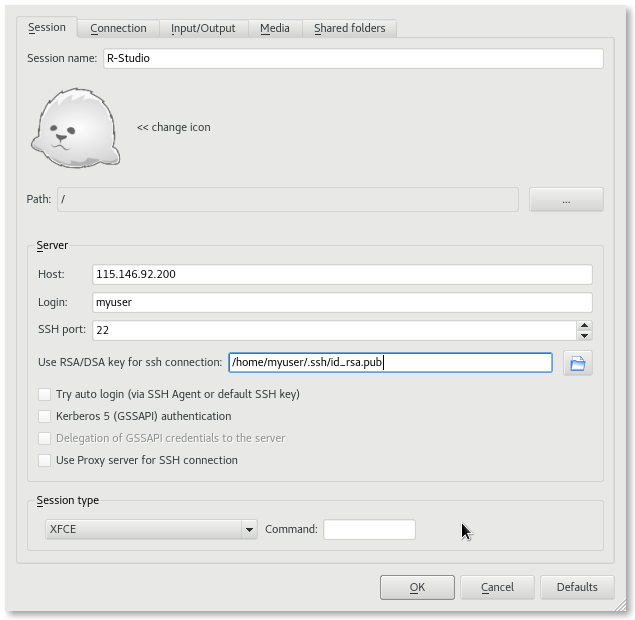 Session Connection Input/Output Media Shared folders
Session name: R-Studio
<< change icon
Path: / ...
Server
Host: 115.146.92.200
Login: myuser
SSH port: 22
Use RSA/DSA key for ssh connection: /home/myuser/.ssh/id_rsa.pub
Try auto login (via SSH Agent or default SSH key)
Kerberos 5 (GSSAPI) authentication
Delegation of GSSAPI credentials to the server
Use Proxy server for SSH connection
Session type
XFCE Command:
OK Cancel Defaults